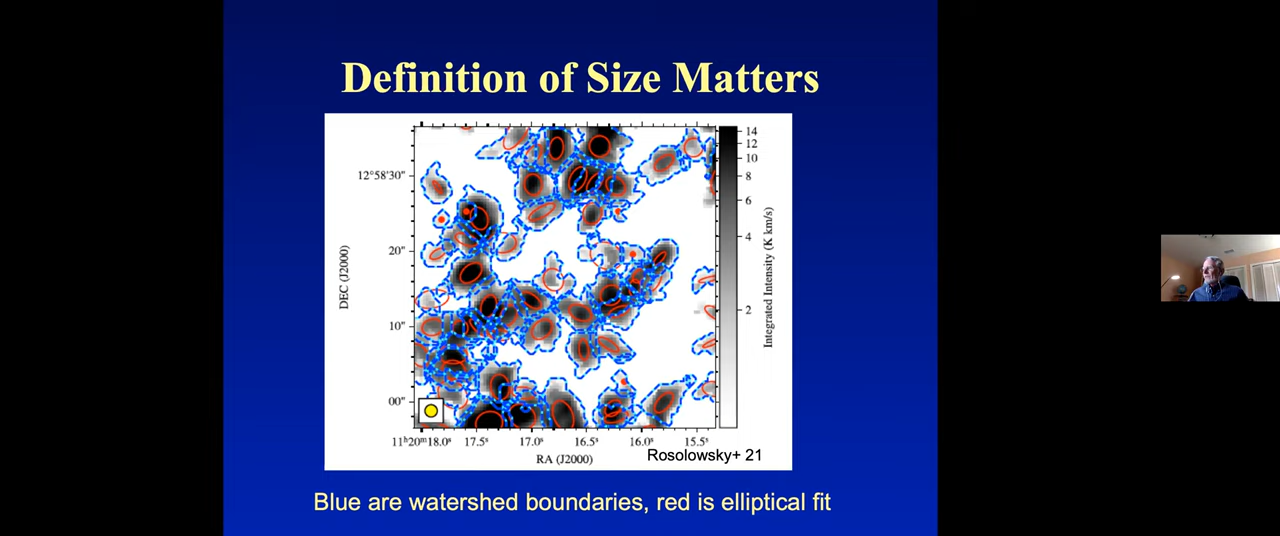 Definition of Size Matters
14
12
10
8
6
4
2
Integrated Intensity (K km/s)
12°58'30"
20"
10"
00"
DEC (J2000)
11ʰ20ᵐ18.0ˢ 17.5ˢ 17.0ˢ 16.5ˢ 16.0ˢ 15.5ˢ
RA (J2000)
Rosolowsky+ 21
Blue are watershed boundaries, red is elliptical fit